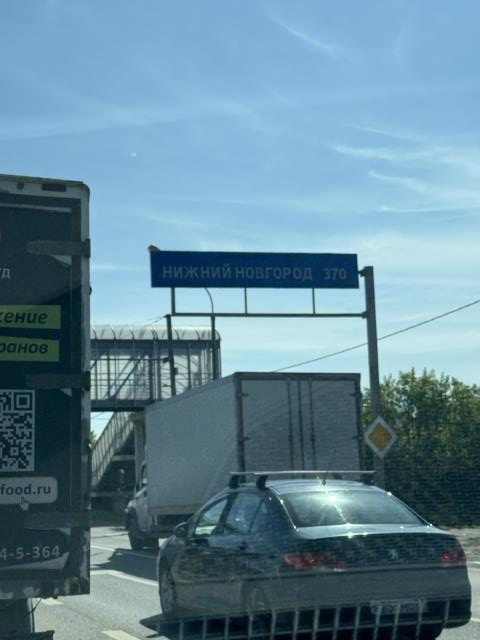 НИЖНИЙ НОВГОРОД 370
жение
ранов
food.ru
4-5-364